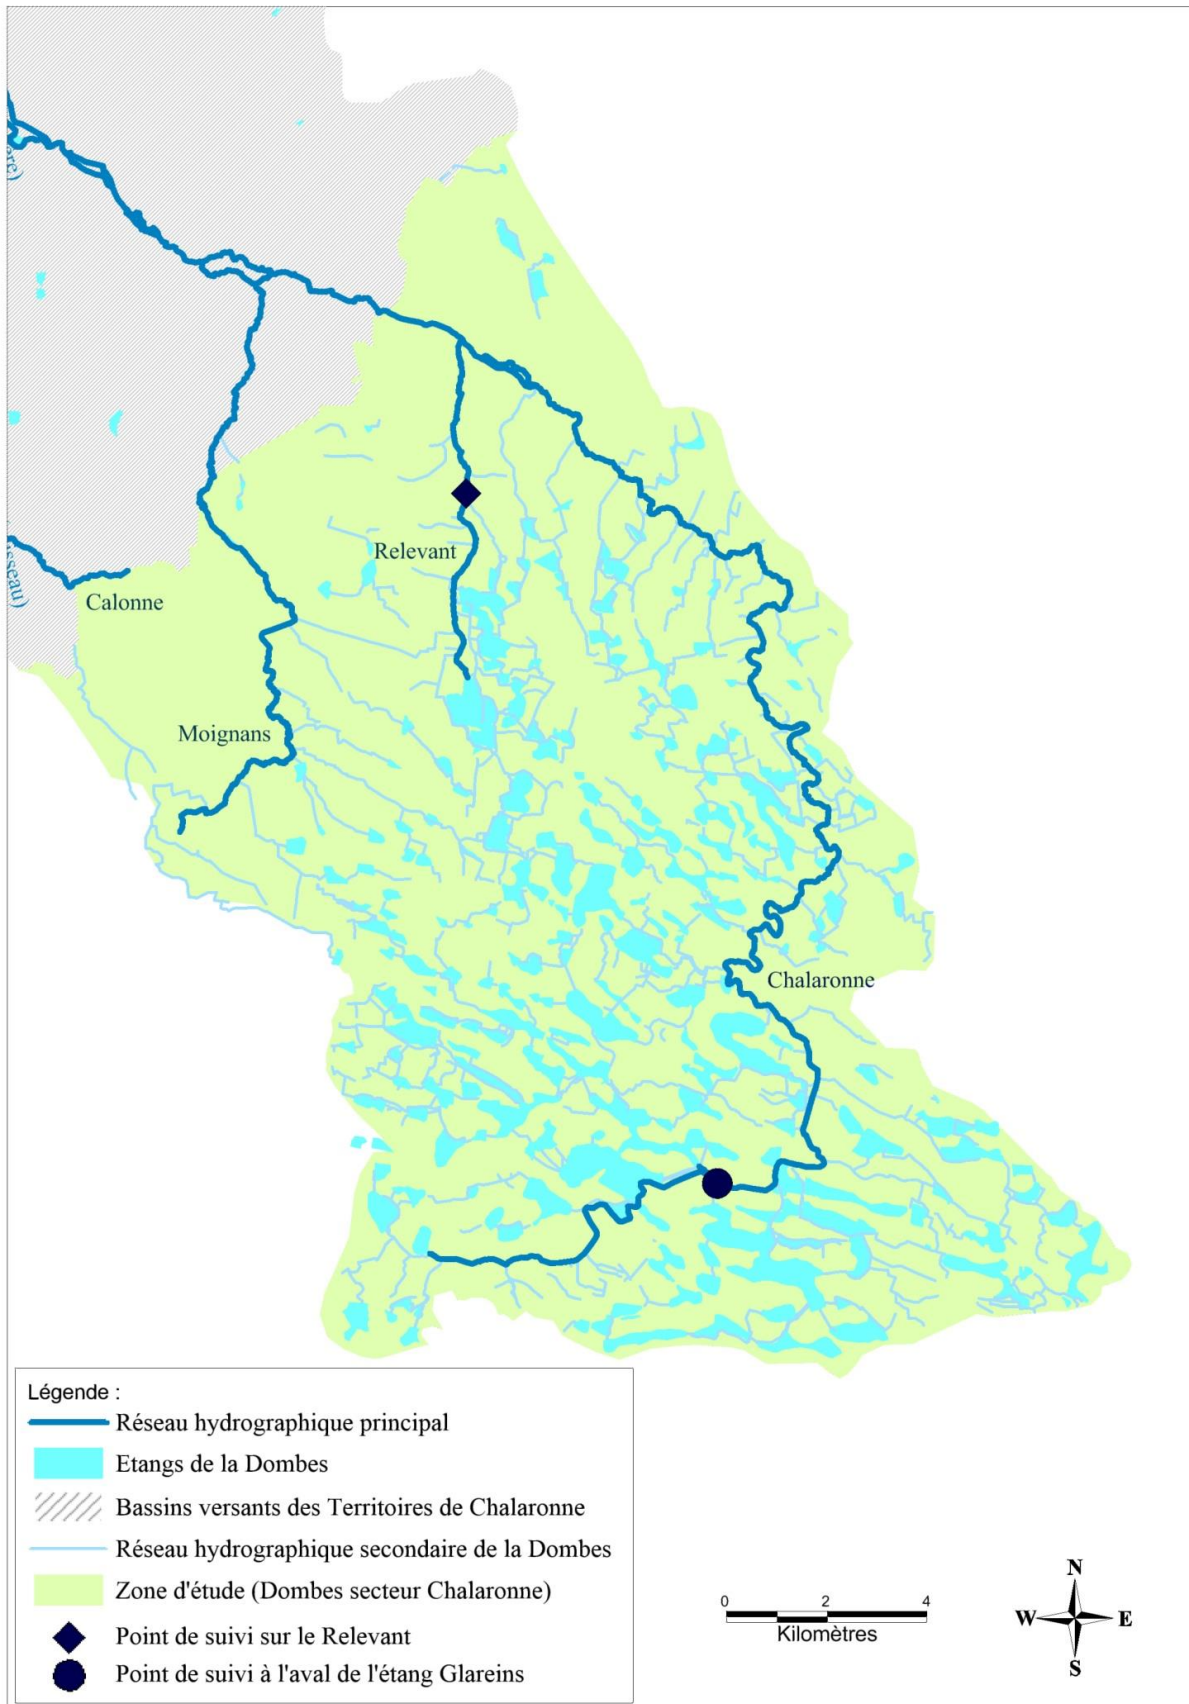 ère)
Relevant
Calonne
usseau)
Moignans
Chalaronne
Légende :
Réseau hydrographique principal
Etangs de la Dombes
Bassins versants des Territoires de Chalaronne
Réseau hydrographique secondaire de la Dombes
Zone d'étude (Dombes secteur Chalaronne)
Point de suivi sur le Relevant
Point de suivi à l'aval de l'étang Glareins
0 2 4
Kilomètres
N
W E
S